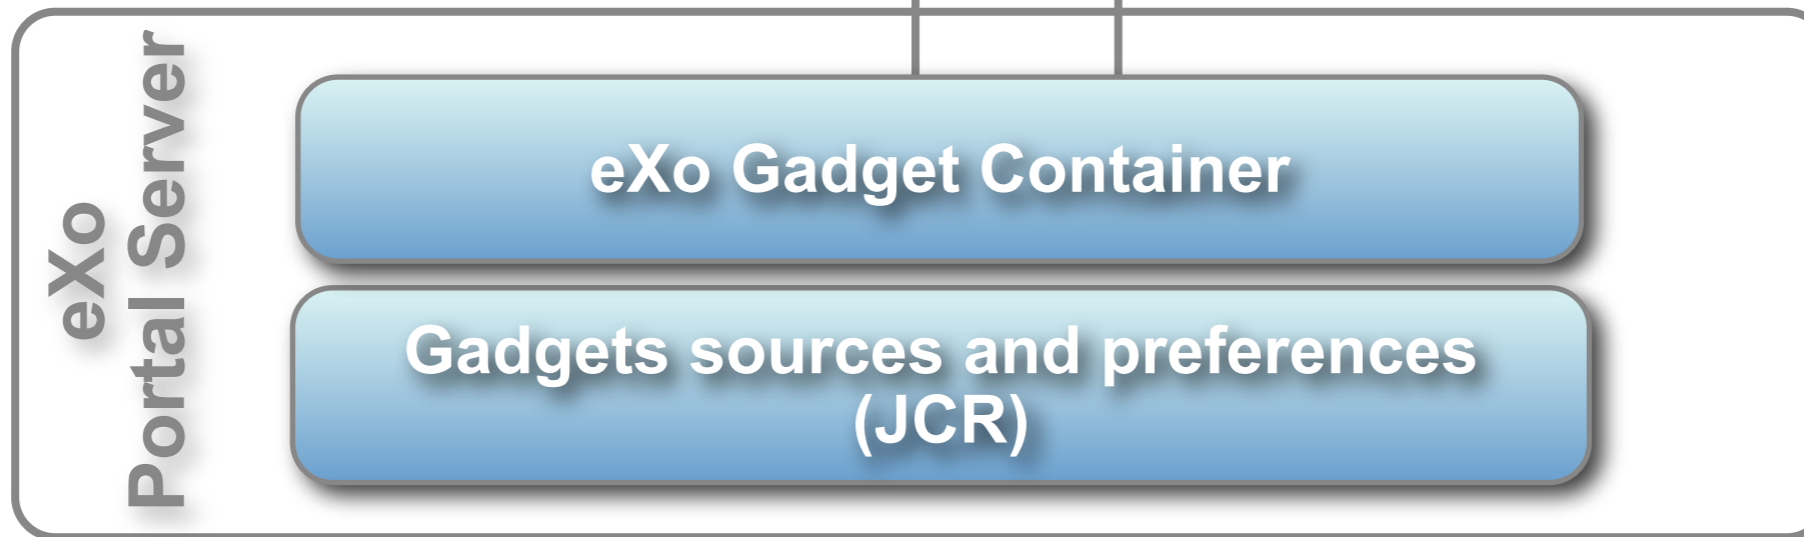 eXo
Portal Server
eXo Gadget Container
Gadgets sources and preferences
(JCR)